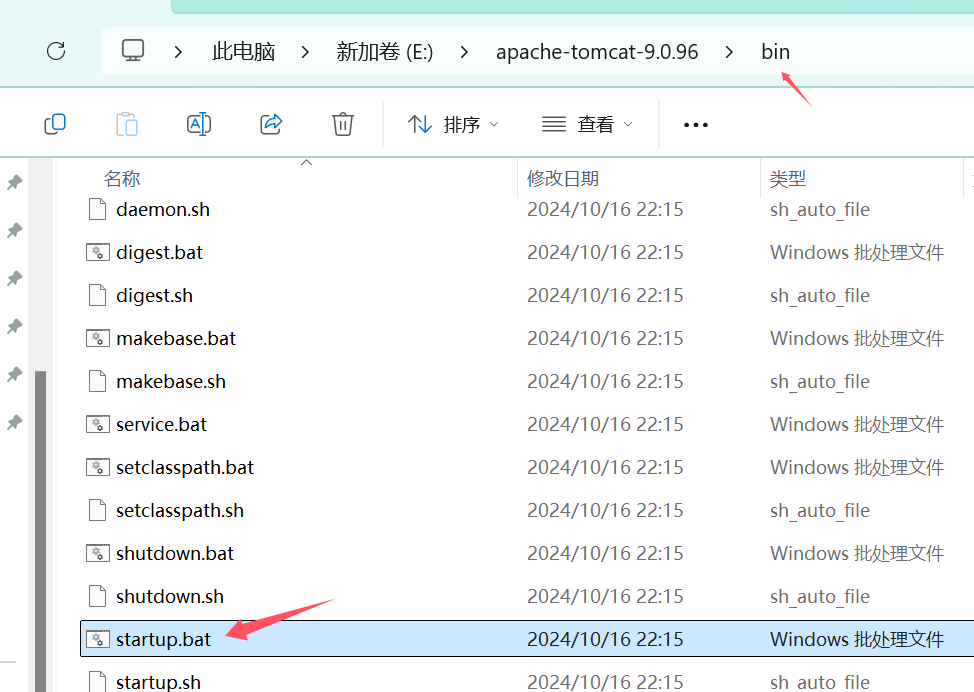 此电脑 新加卷 (E:) apache-tomcat-9.0.96 bin
排序 查看
名称 修改日期 类型
daemon.sh 2024/10/16 22:15 sh_auto_file
digest.bat 2024/10/16 22:15 Windows 批处理文件
digest.sh 2024/10/16 22:15 sh_auto_file
makebase.bat 2024/10/16 22:15 Windows 批处理文件
makebase.sh 2024/10/16 22:15 sh_auto_file
service.bat 2024/10/16 22:15 Windows 批处理文件
setclasspath.bat 2024/10/16 22:15 Windows 批处理文件
setclasspath.sh 2024/10/16 22:15 sh_auto_file
shutdown.bat 2024/10/16 22:15 Windows 批处理文件
shutdown.sh 2024/10/16 22:15 sh_auto_file
startup.bat 2024/10/16 22:15 Windows 批处理文件
startup.sh 2024/10/16 22:15 sh_auto_file